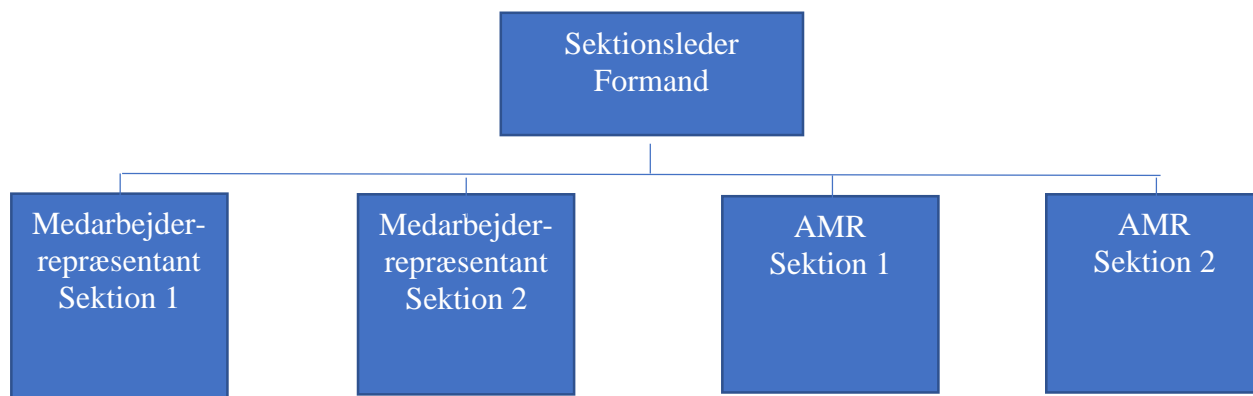 Sektionsleder
Formand
Medarbejder-
repræsentant
Sektion 1
Medarbejder-
repræsentant
Sektion 2
AMR
Sektion 1
AMR
Sektion 2